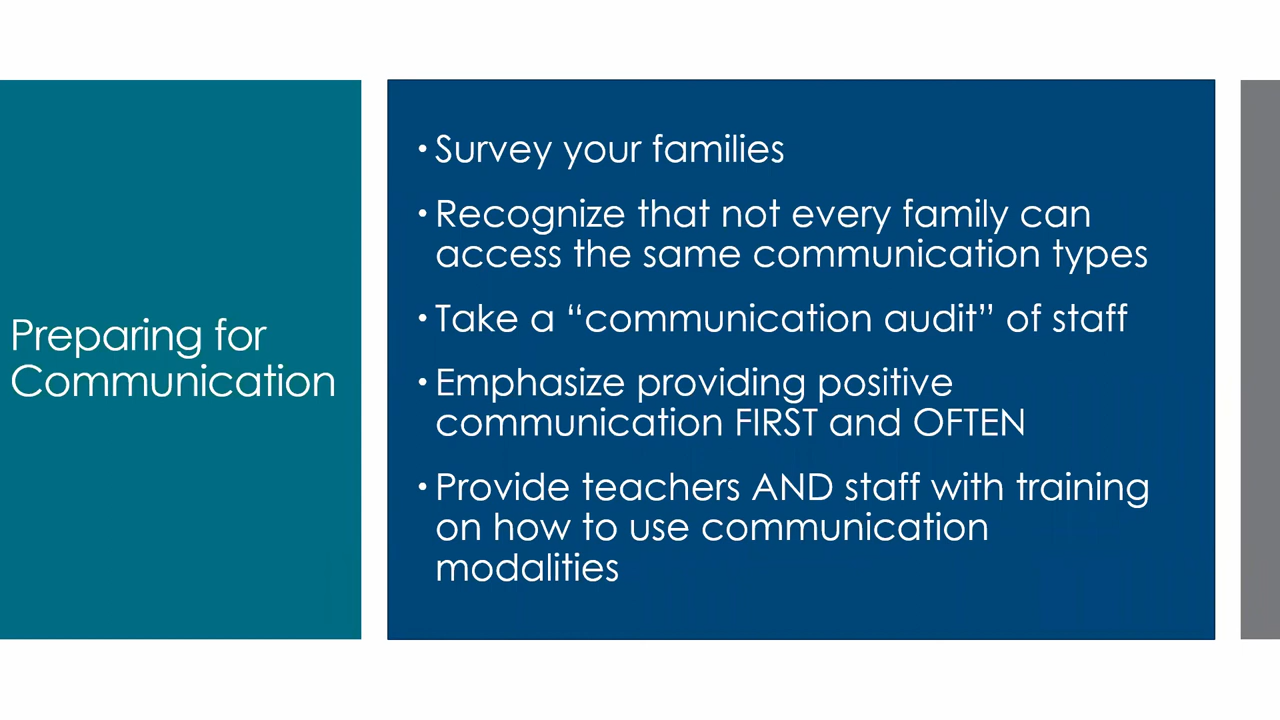 Preparing for
Communication
• Survey your families
• Recognize that not every family can
access the same communication types
• Take a “communication audit” of staff
• Emphasize providing positive
communication FIRST and OFTEN
• Provide teachers AND staff with training
on how to use communication
modalities